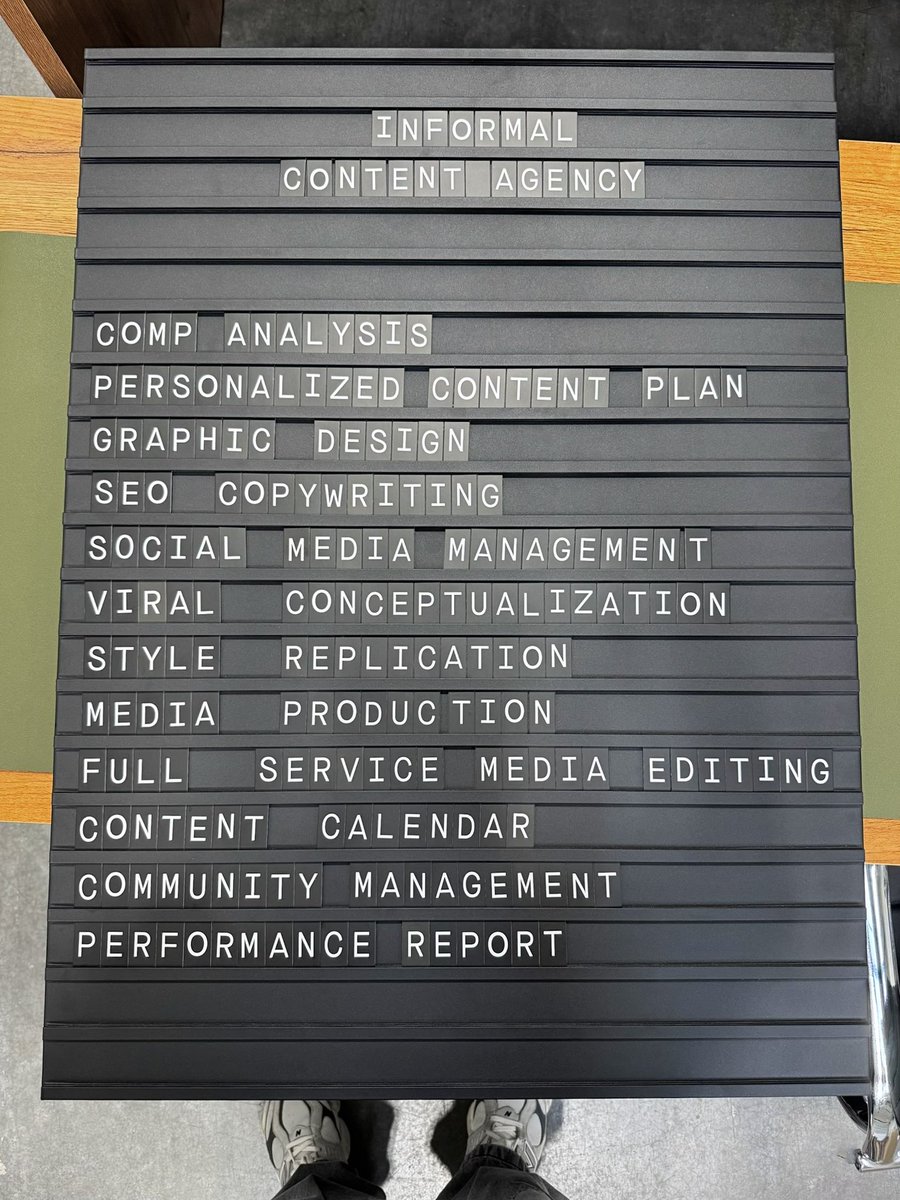 INFORMAL
CONTENT AGENCY
COMP ANALYSIS
PERSONALIZED CONTENT PLAN
GRAPHIC DESIGN
SEO COPYWRITING
SOCIAL MEDIA MANAGEMENT
VIRAL CONCEPTUALIZATION
STYLE REPLICATION
MEDIA PRODUCTION
FULL SERVICE MEDIA EDITING
CONTENT CALENDAR
COMMUNITY MANAGEMENT
PERFORMANCE REPORT